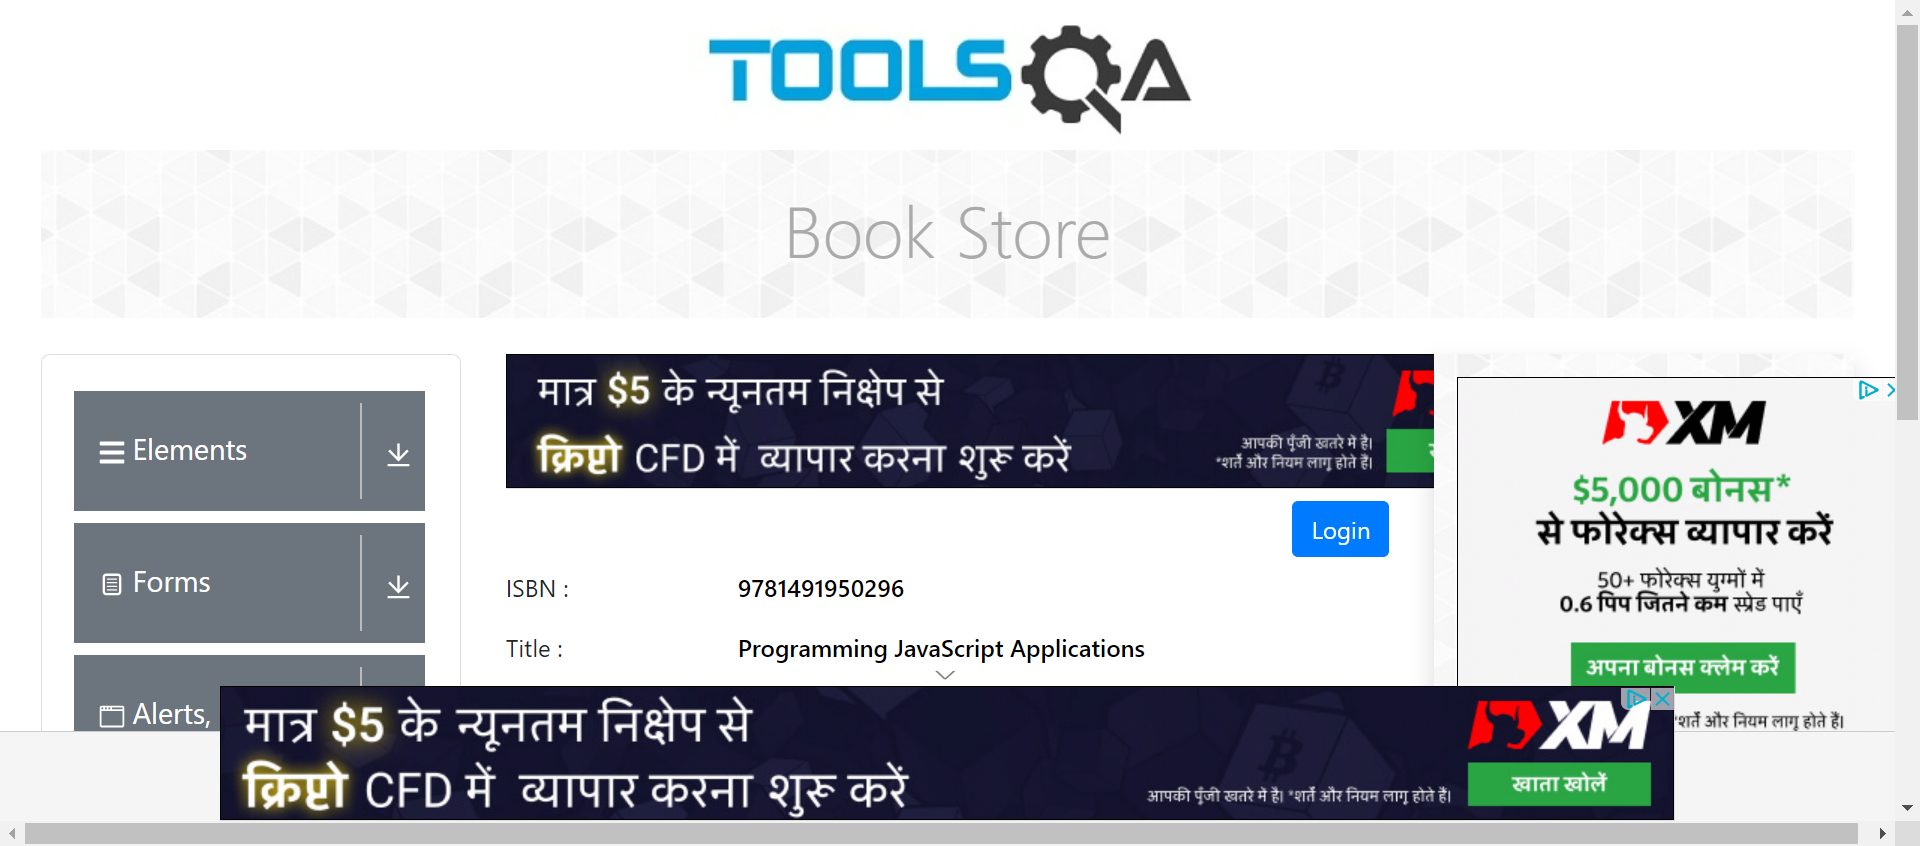 TOOLSQA
Book Store
Elements
Forms
Alerts,
मात्र $5 के न्यूनतम निक्षेप से
क्रिप्टो CFD में व्यापार करना शुरू करें
आपकी पूँजी खतरे में है।
*शर्तें और नियम लागू होते हैं।
Login
ISBN :
9781491950296
Title :
Programming JavaScript Applications
XM
$5,000 बोनस*
से फोरेक्स व्यापार करें
50+ फोरेक्स युग्मों में
0.6 पिप जितने कम स्प्रेड पाएँ
अपना बोनस क्लेम करें
*शर्तें और नियम लागू होते हैं।
मात्र $5 के न्यूनतम निक्षेप से
क्रिप्टो CFD में व्यापार करना शुरू करें
आपकी पूँजी खतरे में है। *शर्तें और नियम लागू होते हैं।
XM
खाता खोलें